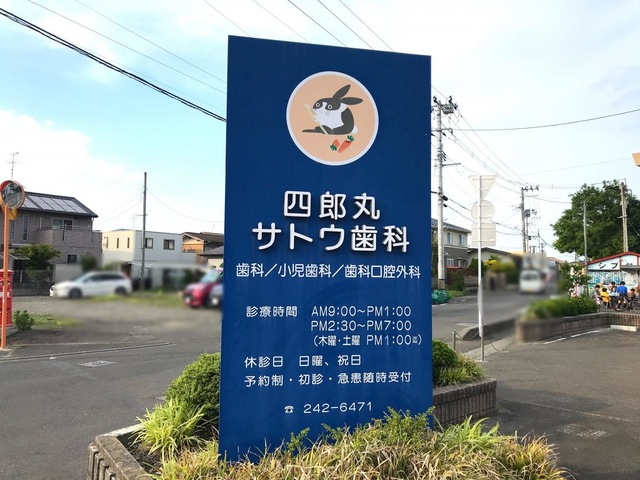 四郎丸
サトウ歯科
歯科／小児歯科／歯科口腔外科
診療時間 AM9:00〜PM1:00
PM2:30〜PM7:00
(木曜・土曜 PM1:00迄)
休診日 日曜、祝日
予約制・初診・急患随時受付
☎ 242-6471